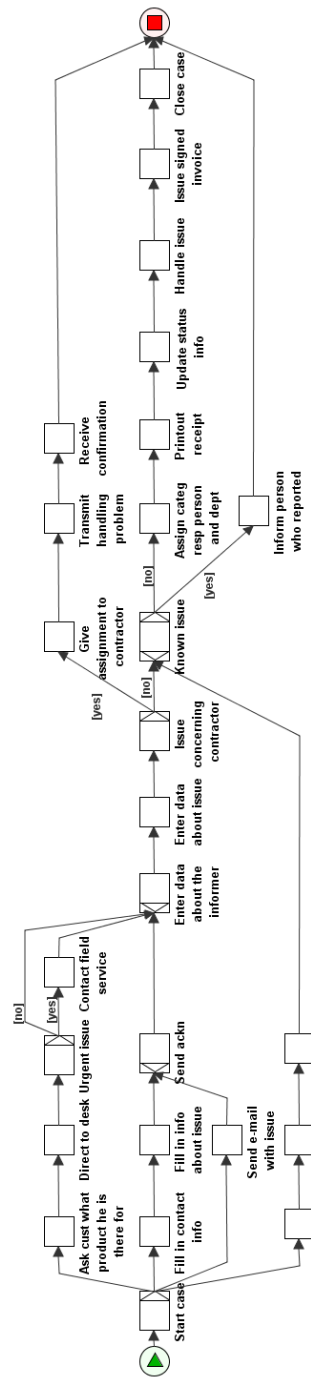 Start case
Ask cust what
product he is
there for
Direct to desk
Urgent issue
[no]
[yes]
Contact field
service
Fill in contact
info
Fill in info
about issue
Send ackn
Send e-mail
with issue
Enter data
about the
informer
Enter data
about issue
Issue
concerning
contractor
[yes]
[no]
Give
assignment to
contractor
Transmit
handling
problem
Receive
confirmation
Known issue
[no]
[yes]
Assign categ
resp person
and dept
Printout
receipt
Update status
info
Handle issue
Issue signed
invoice
Close case
Inform person
who reported